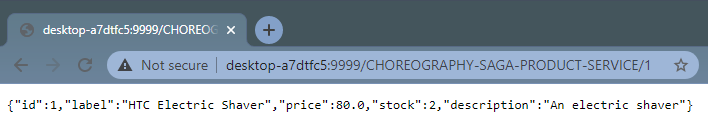 desktop-a7dtfc5:9999/CHOREOG
Not secure desktop-a7dtfc5:9999/CHOREOGRAPHY-SAGA-PRODUCT-SERVICE/1
{"id":1,"label":"HTC Electric Shaver","price":80.0,"stock":2,"description":"An electric shaver"}